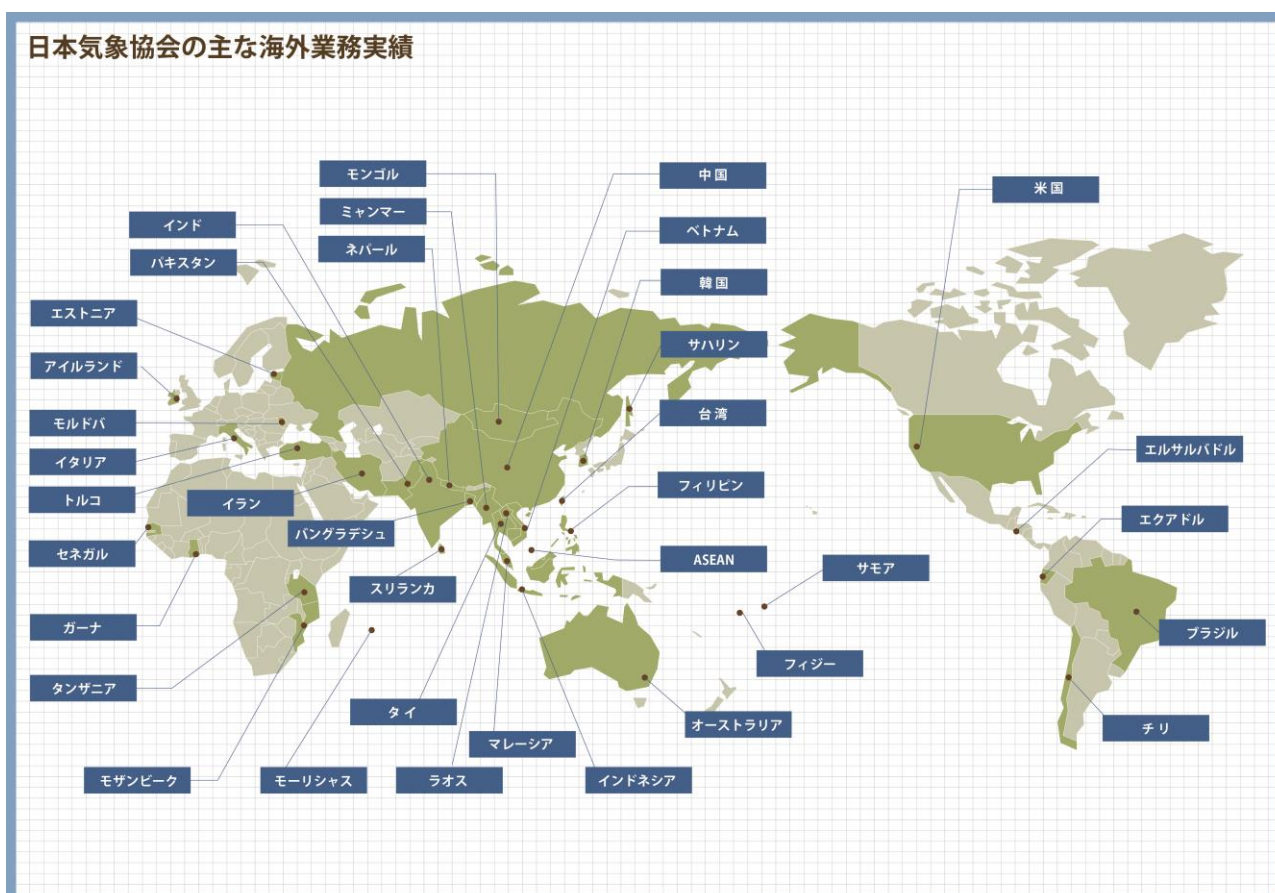 日本気象協会の主な海外業務実績
モンゴル
中国
米国
ミャンマー
インド
ベトナム
ネパール
パキスタン
韓国
エストニア
サハリン
アイルランド
台湾
モルドバ
エルサルバドル
イタリア
フィリピン
トルコ
イラン
エクアドル
バングラデシュ
セネガル
ASEAN
サモア
スリランカ
ガーナ
ブラジル
フィジー
タンザニア
タイ
オーストラリア
チリ
マレーシア
モザンビーク
モーリシャス
ラオス
インドネシア